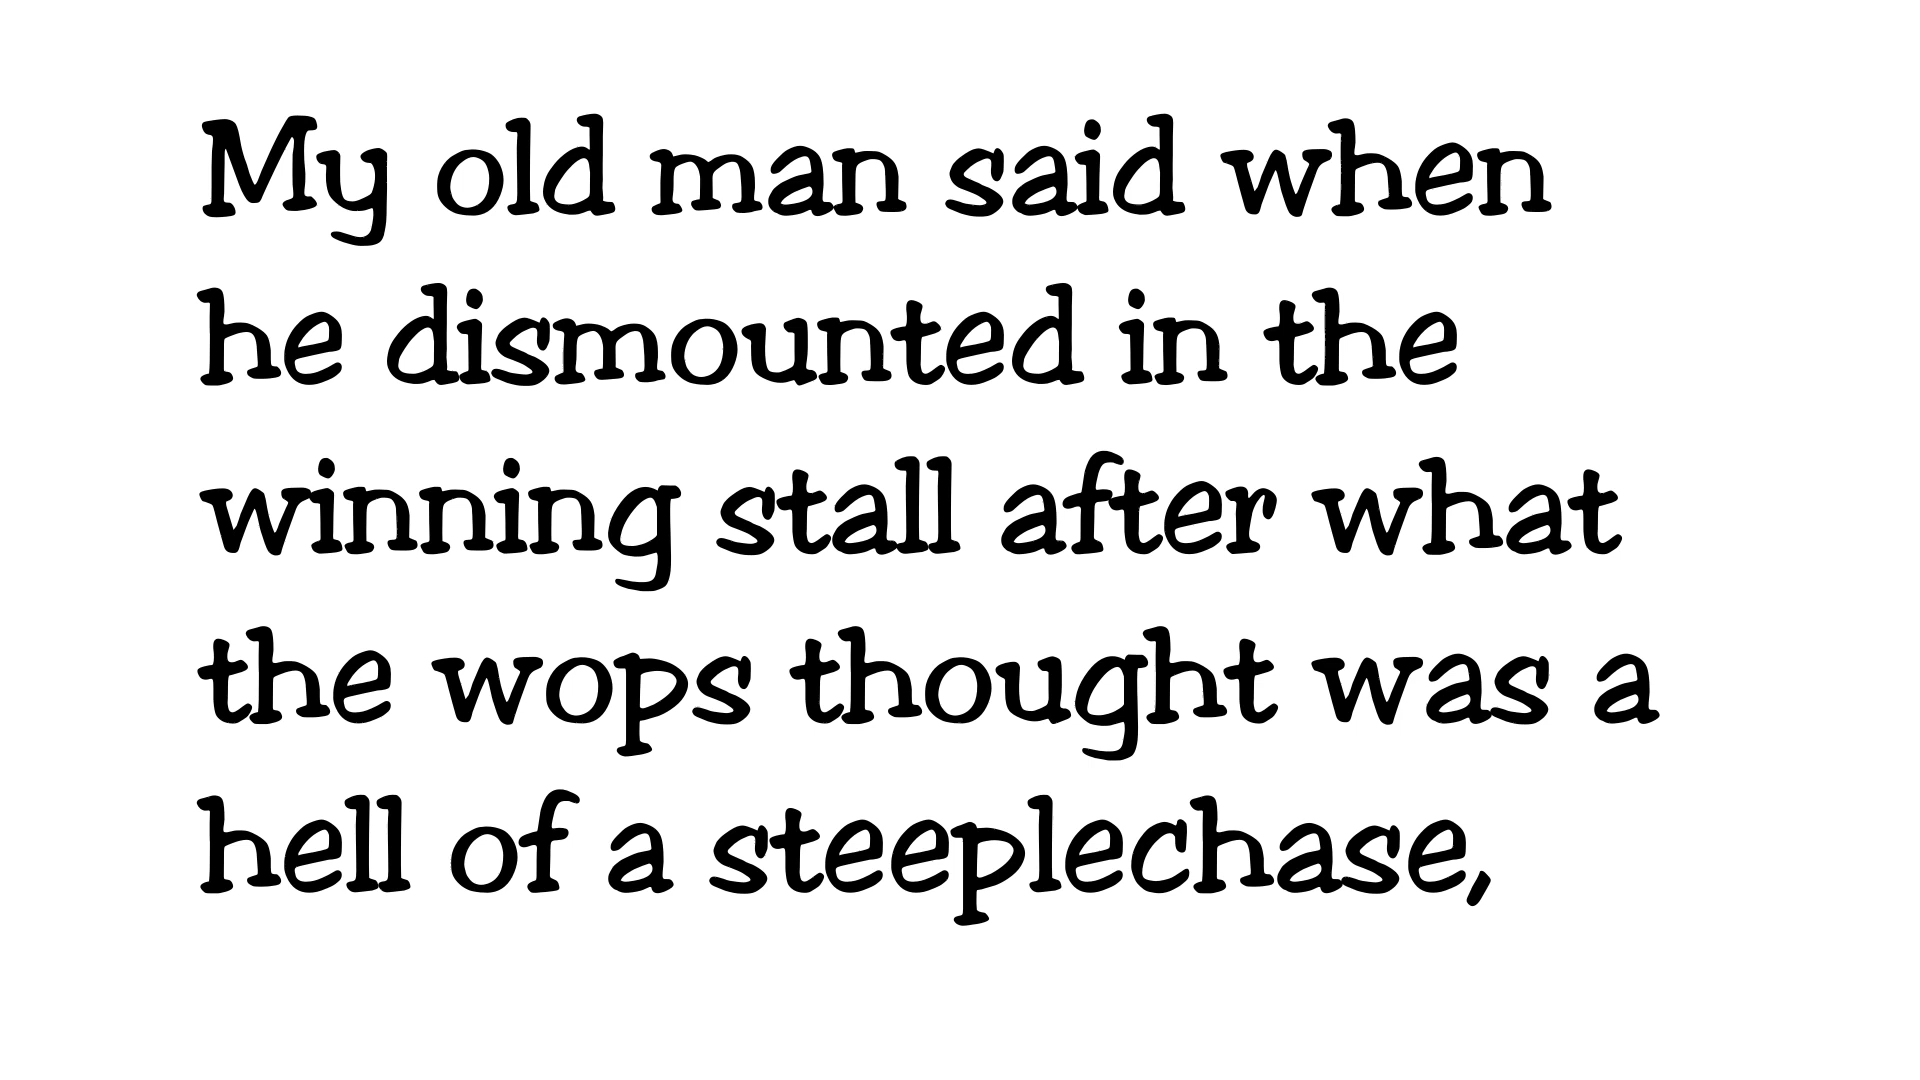 My old man said when
he dismounted in the
winning stall after what
the wops thought was a
hell of a steeplechase,